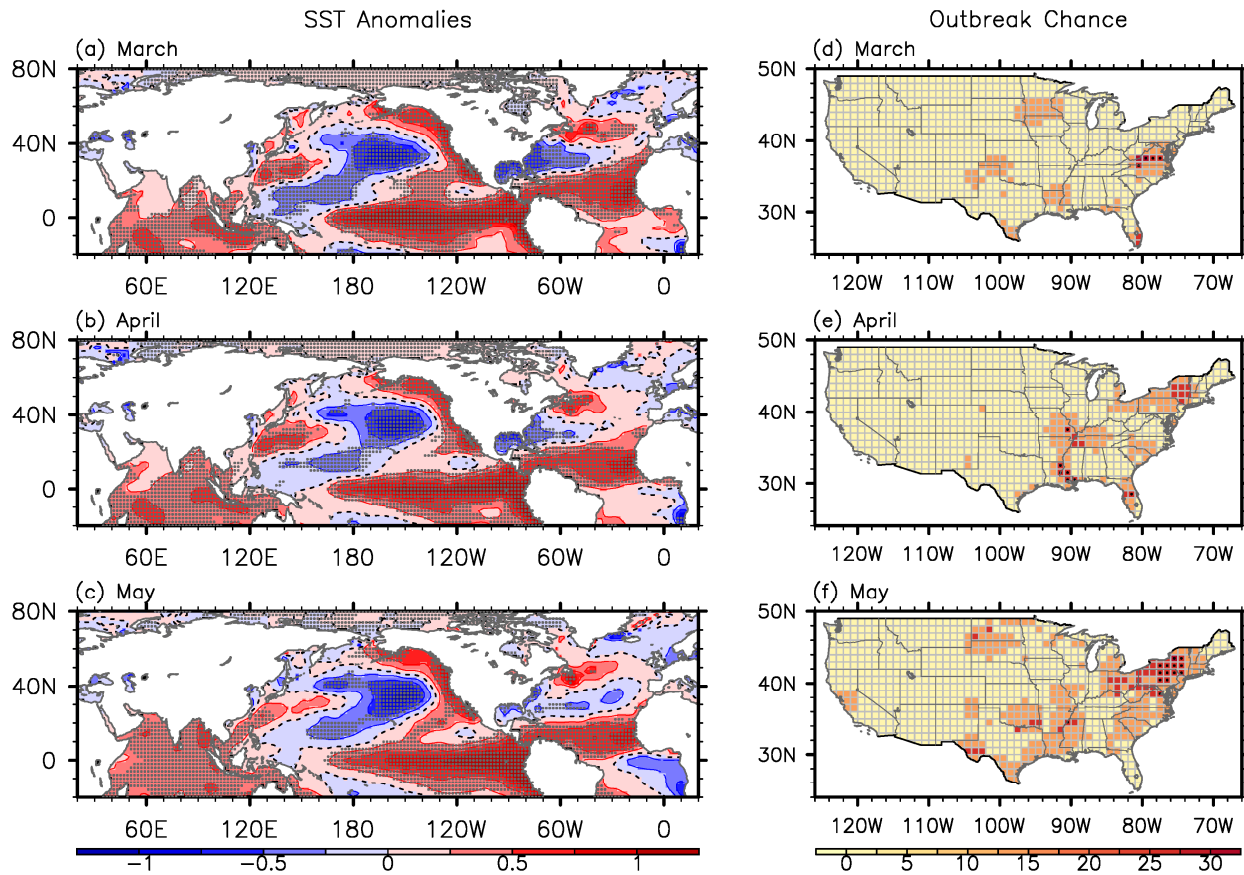 SST Anomalies
Outbreak Chance
(a) March
(d) March
80N
40N
0
60E 120E 180 120W 60W 0
50N
40N
30N
120W 110W 100W 90W 80W 70W
(b) April
(e) April
80N
40N
0
60E 120E 180 120W 60W 0
50N
40N
30N
120W 110W 100W 90W 80W 70W
(c) May
(f) May
80N
40N
0
60E 120E 180 120W 60W 0
50N
40N
30N
120W 110W 100W 90W 80W 70W
−1 −0.5 0 0.5 1
0 5 10 15 20 25 30